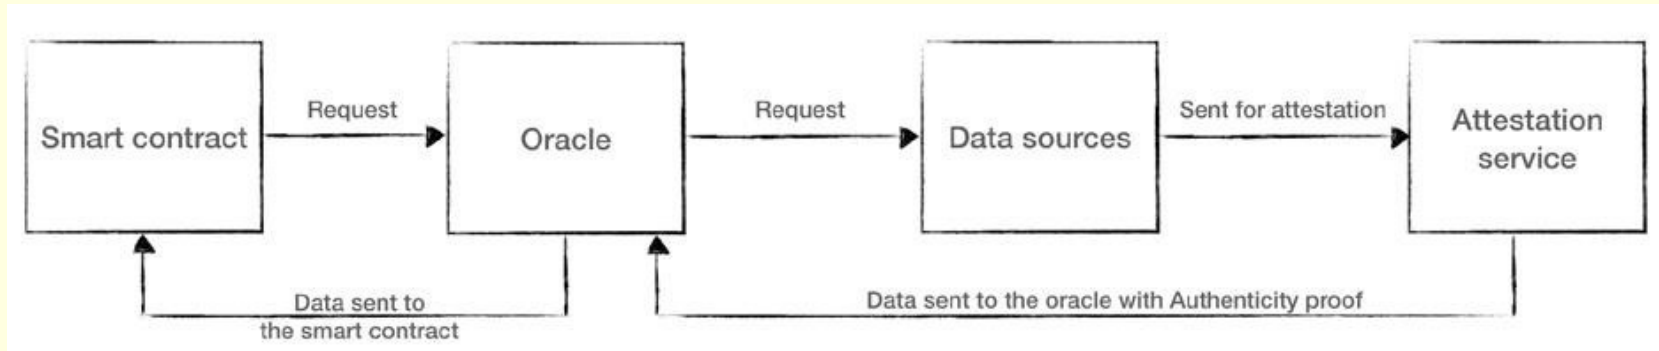 Smart contract
Request
Oracle
Request
Data sources
Sent for attestation
Attestation
service
Data sent to
the smart contract
Data sent to the oracle with Authenticity proof